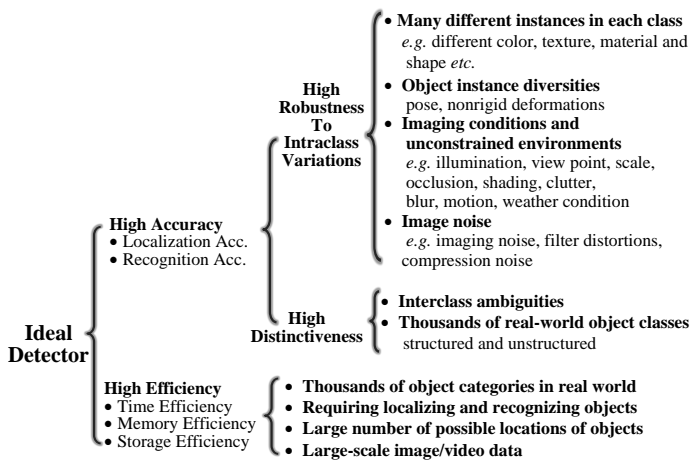 Ideal
Detector
High Accuracy
• Localization Acc.
• Recognition Acc.
High
Robustness
To
Intraclass
Variations
• Many different instances in each class
e.g. different color, texture, material and
shape etc.
• Object instance diversities
pose, nonrigid deformations
• Imaging conditions and
unconstrained environments
e.g. illumination, view point, scale,
occlusion, shading, clutter,
blur, motion, weather condition
• Image noise
e.g. imaging noise, filter distortions,
compression noise
High
Distinctiveness
• Interclass ambiguities
• Thousands of real-world object classes
structured and unstructured
High Efficiency
• Time Efficiency
• Memory Efficiency
• Storage Efficiency
• Thousands of object categories in real world
• Requiring localizing and recognizing objects
• Large number of possible locations of objects
• Large-scale image/video data